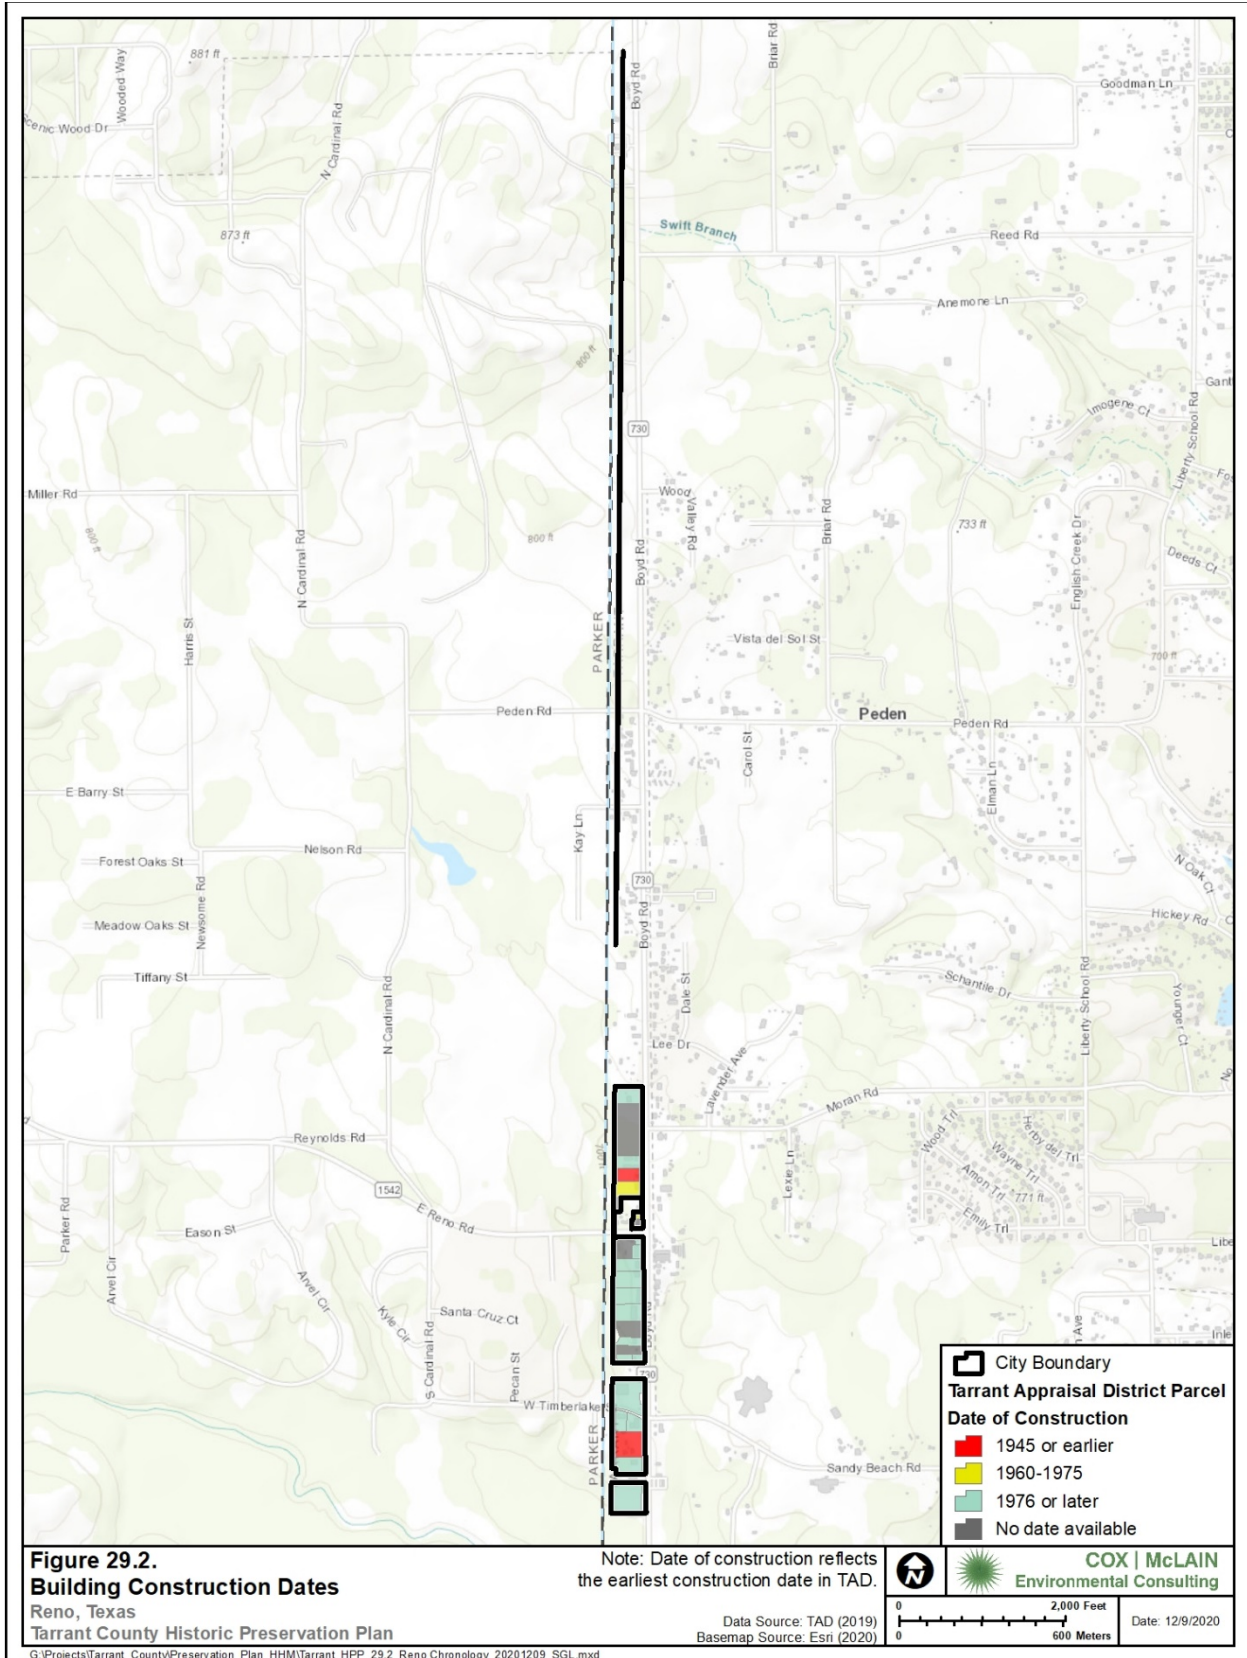 881 ft
Wooded Way
Scenic Wood Dr
N Cardinal Rd
Boyd Rd
Briar Rd
Goodman Ln
873 ft
Swift Branch
Reed Rd
Anemone Ln
800 ft
Imogene Ct
Liberty School Rd
730
Miller Rd
800 ft
N Cardinal Rd
800 ft
Wood
Valley Rd
Boyd Rd
Briar Rd
733 ft
English Creek Dr
Deeds Ct
Harris St
PARKER
Vista del Sol St
700 ft
Peden Rd
Peden
Peden Rd
Carol St
Elman Ln
E Barry St
Kay Ln
Nelson Rd
Forest Oaks St
730
N Oak Ct
Newsome Rd
Meadow Oaks St
Boyd Rd
Hickey Rd
Tiffany St
N Cardinal Rd
Dale St
Schantile Dr
Liberty School Rd
Younger Ct
Lee Dr
Lavender Ave
Moran Rd
Reynolds Rd
Wood Trl
Herby del Trl
Wayne Trl
Amon Trl
771 ft
Emily Trl
Lexie Ln
1542
E Reno Rd
Parker Rd
Eason St
Arvel Cir
Arvel Cir
Kyle Cir
Santa Cruz Ct
S Cardinal Rd
Pecan St
730
W Timberlake
PARKER
Sandy Beach Rd
City Boundary
Tarrant Appraisal District Parcel
Date of Construction
1945 or earlier
1960-1975
1976 or later
No date available
Figure 29.2.
Building Construction Dates
Reno, Texas
Tarrant County Historic Preservation Plan
Note: Date of construction reflects
the earliest construction date in TAD.
Data Source: TAD (2019)
Basemap Source: Esri (2020)
N
COX | McLAIN
Environmental Consulting
0 2,000 Feet
0 600 Meters
Date: 12/9/2020
G:\Projects\Tarrant_County\Preservation_Plan_HHM\Tarrant_HPP_29.2_Reno Chronology_20201209_SGL.mxd